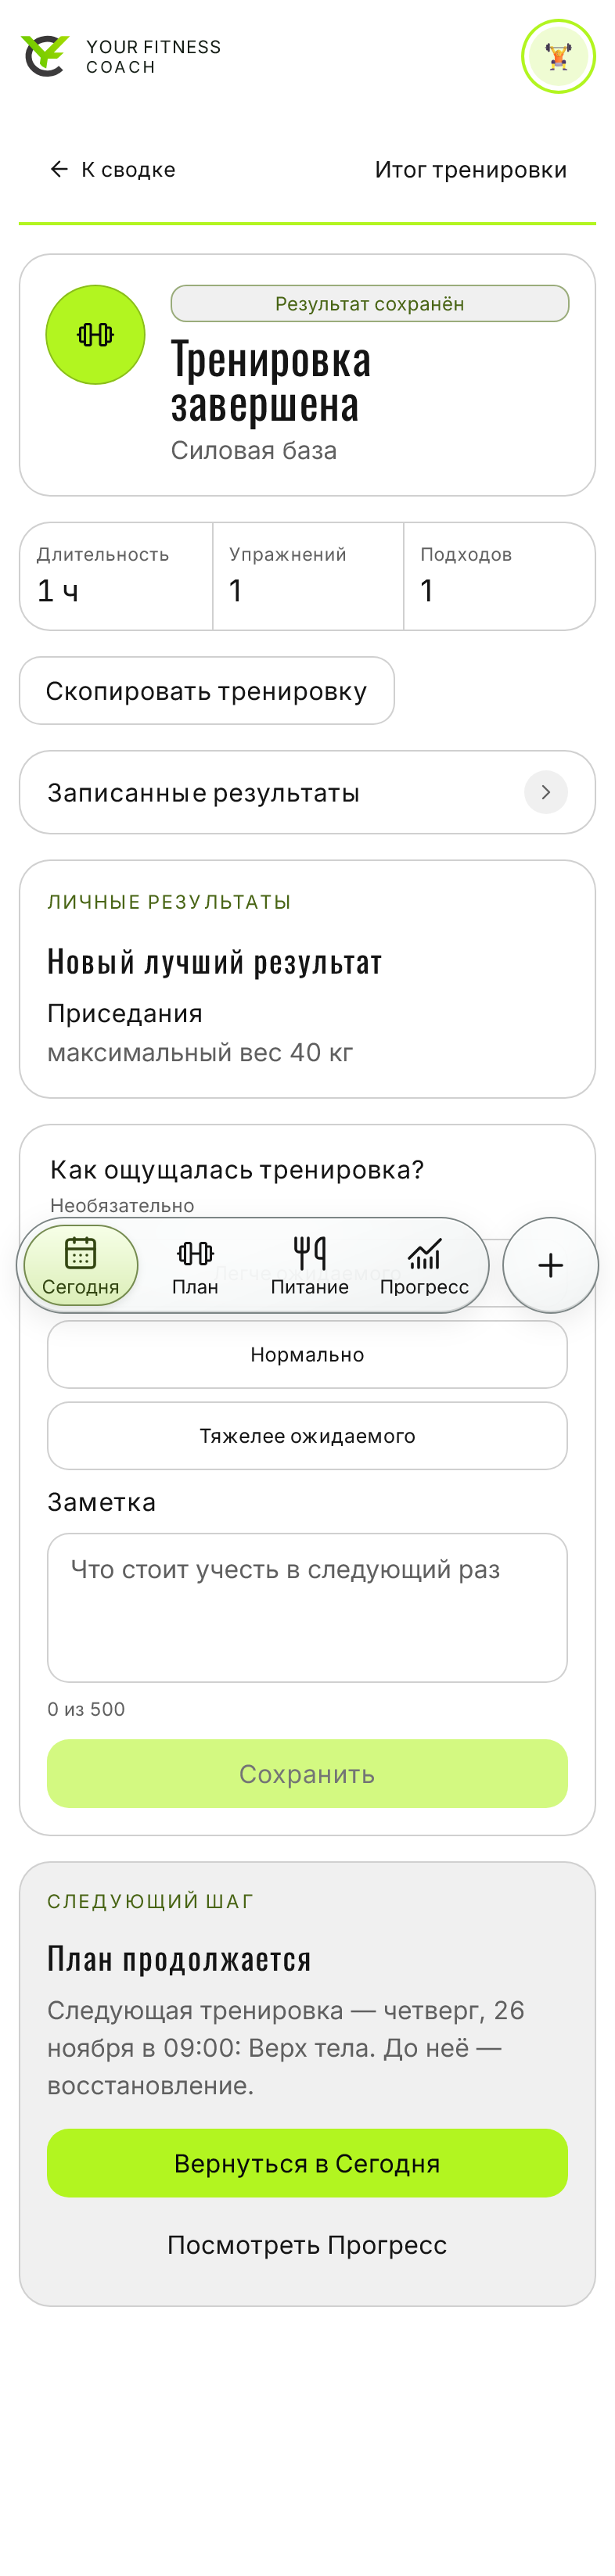 YOUR FITNESS
COACH
К сводке
Итог тренировки
Результат сохранён
Тренировка
завершена
Силовая база
Длительность
1 ч
Упражнений
1
Подходов
1
Скопировать тренировку
Записанные результаты
ЛИЧНЫЕ РЕЗУЛЬТАТЫ
Новый лучший результат
Приседания
максимальный вес 40 кг
Как ощущалась тренировка?
Необязательно
Сегодня
План
Питание
Прогресс
Нормально
Тяжелее ожидаемого
Заметка
Что стоит учесть в следующий раз
0 из 500
Сохранить
СЛЕДУЮЩИЙ ШАГ
План продолжается
Следующая тренировка — четверг, 26
ноября в 09:00: Верх тела. До неё —
восстановление.
Вернуться в Сегодня
Посмотреть Прогресс